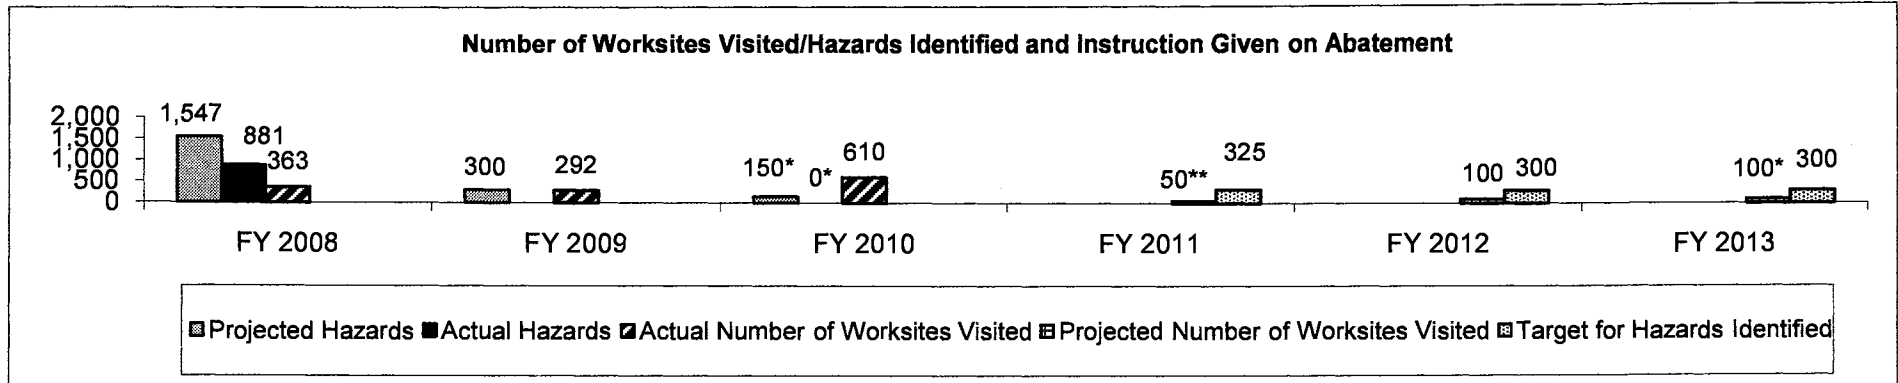 Number of Worksites Visited/Hazards Identified and Instruction Given on Abatement
2,000
1,500
1,000
500
0
1,547
881
363
300
292
150*
0*
610
50**
325
100
300
100*
300
FY 2008
FY 2009
FY 2010
FY 2011
FY 2012
FY 2013
Projected Hazards Actual Hazards Actual Number of Worksites Visited Projected Number of Worksites Visited Target for Hazards Identified